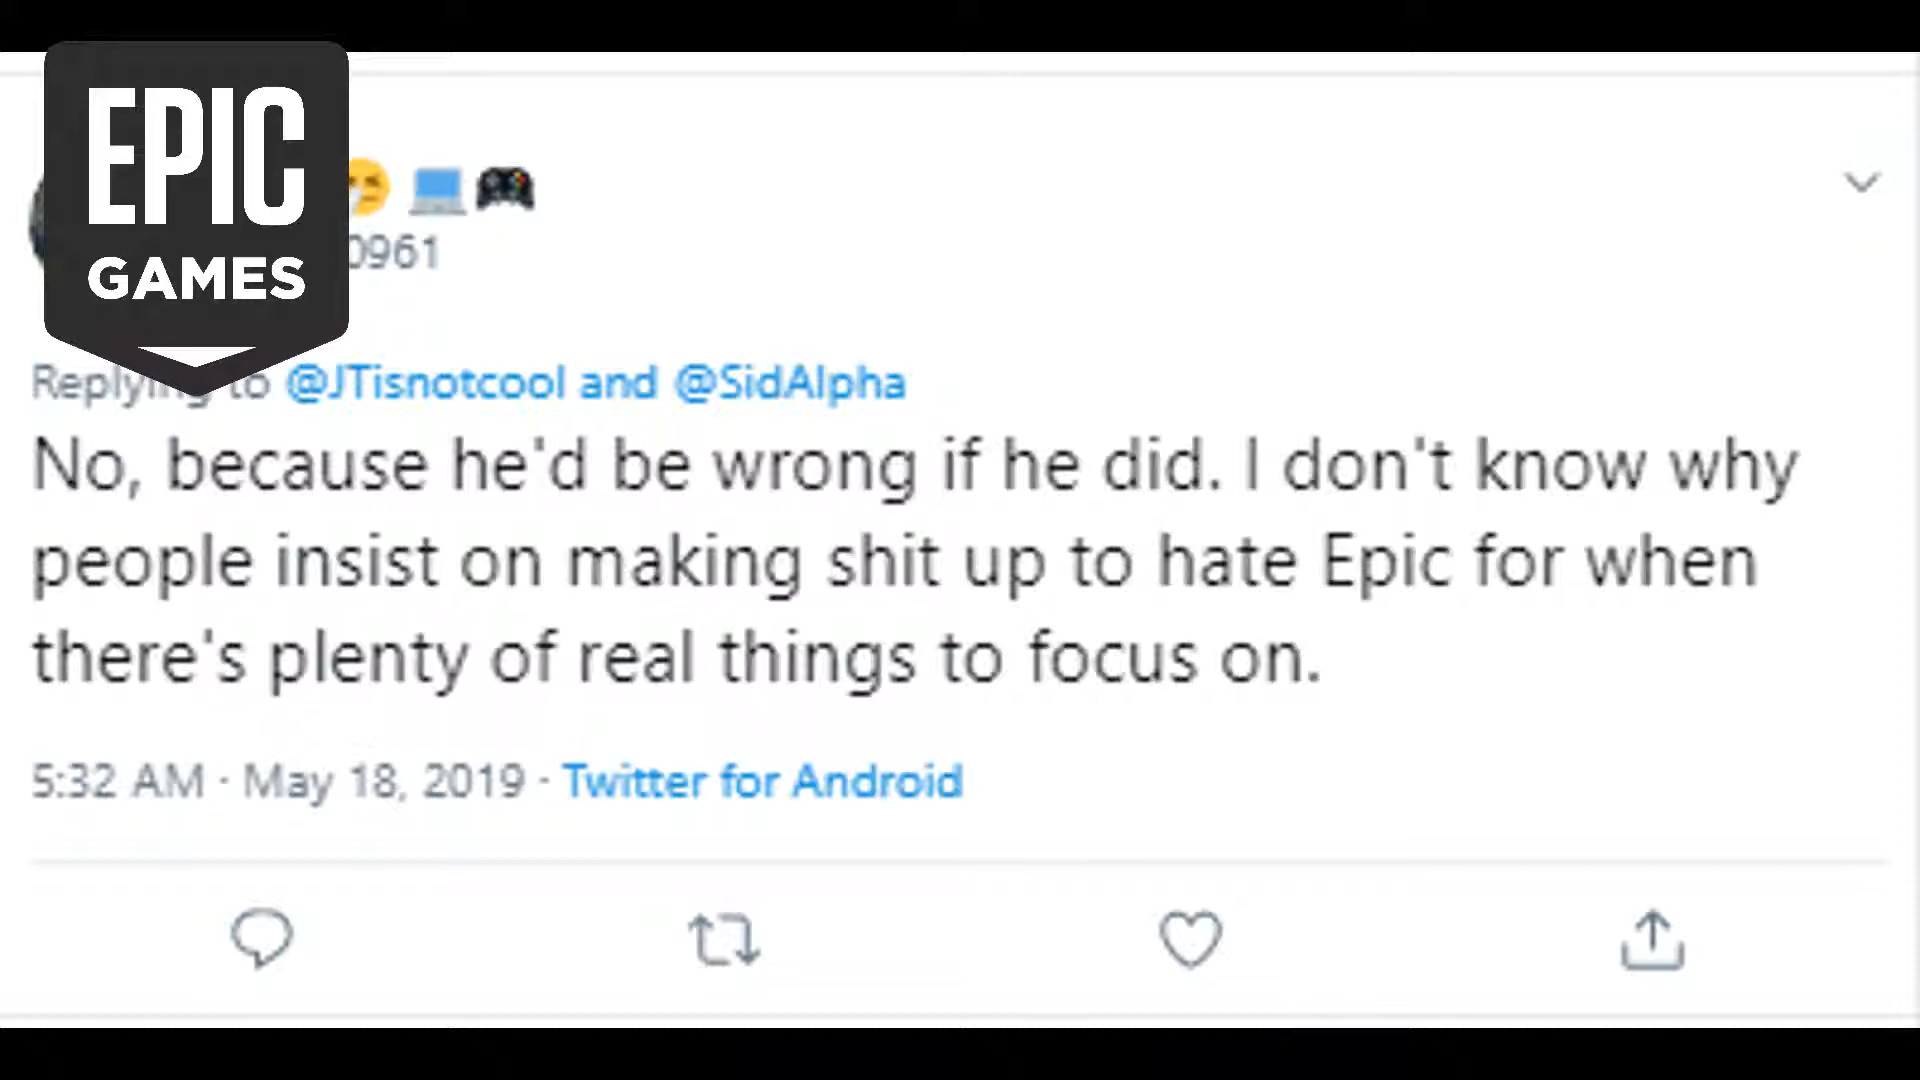 EPIC
GAMES
0961
Replying to @JTisnotcool and @SidAlpha
No, because he'd be wrong if he did. I don't know why
people insist on making shit up to hate Epic for when
there's plenty of real things to focus on.
5:32 AM · May 18, 2019 · Twitter for Android